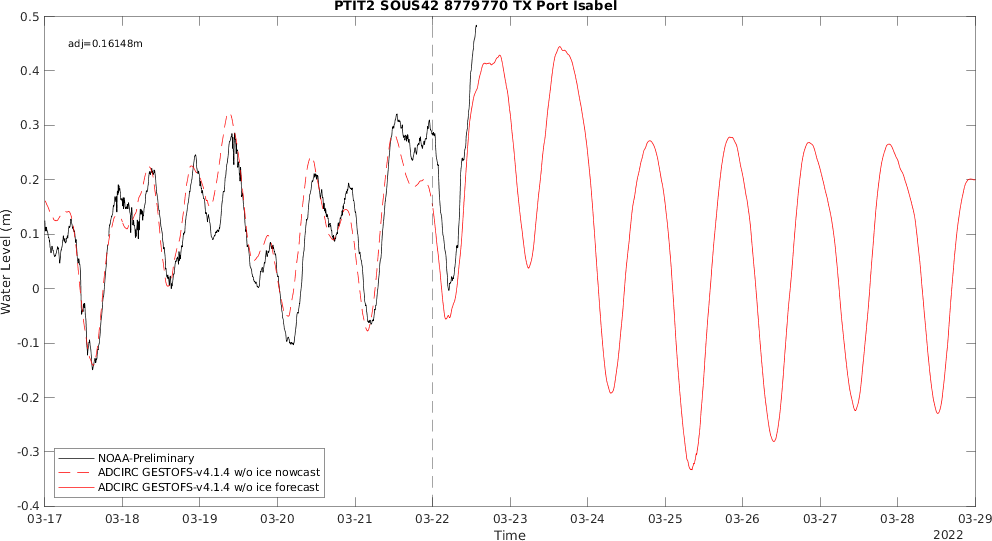 PTIT2 SOUS42 8779770 TX Port Isabel
adj=0.16148m
0.5
0.4
0.3
0.2
0.1
0
-0.1
-0.2
-0.3
-0.4
Water Level (m)
NOAA-Preliminary
ADCIRC GESTOFS-v4.1.4 w/o ice nowcast
ADCIRC GESTOFS-v4.1.4 w/o ice forecast
03-17 03-18 03-19 03-20 03-21 03-22 03-23 03-24 03-25 03-26 03-27 03-28 03-29
Time
2022